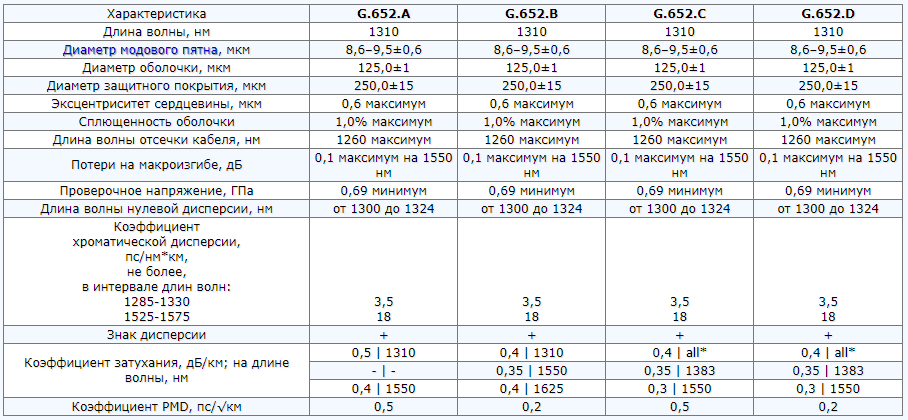 Характеристика G.652.A G.652.B G.652.C G.652.D
Длина волны, нм 1310 1310 1310 1310
Диаметр модового пятна, мкм 8,6–9,5±0,6 8,6–9,5±0,6 8,6–9,5±0,6 8,6–9,5±0,6
Диаметр оболочки, мкм 125,0±1 125,0±1 125,0±1 125,0±1
Диаметр защитного покрытия, мкм 250,0±15 250,0±15 250,0±15 250,0±15
Эксцентриситет сердцевины, мкм 0,6 максимум 0,6 максимум 0,6 максимум 0,6 максимум
Сплющенность оболочки 1,0% максимум 1,0% максимум 1,0% максимум 1,0% максимум
Длина волны отсечки кабеля, нм 1260 максимум 1260 максимум 1260 максимум 1260 максимум
Потери на макроизгибе, дБ 0,1 максимум на 1550 0,1 максимум на 1550 0,1 максимум на 1550 0,1 максимум на 1550
нм нм нм нм
Проверочное напряжение, ГПа 0,69 минимум 0,69 минимум 0,69 минимум 0,69 минимум
Длина волны нулевой дисперсии, нм от 1300 до 1324 от 1300 до 1324 от 1300 до 1324 от 1300 до 1324
Коэффициент
хроматической дисперсии,
пс/нм*км,
не более,
в интервале длин волн:
1285-1330 3,5 3,5 3,5 3,5
1525-1575 18 18 18 18
Знак дисперсии + + + +
Коэффициент затухания, дБ/км; на длине
волны, нм
0,5 | 1310 0,4 | 1310 0,4 | all* 0,4 | all*
- | - 0,35 | 1550 0,35 | 1383 0,35 | 1383
0,4 | 1550 0,4 | 1625 0,3 | 1550 0,3 | 1550
Коэффициент PMD, пс/√км 0,5 0,2 0,5 0,2